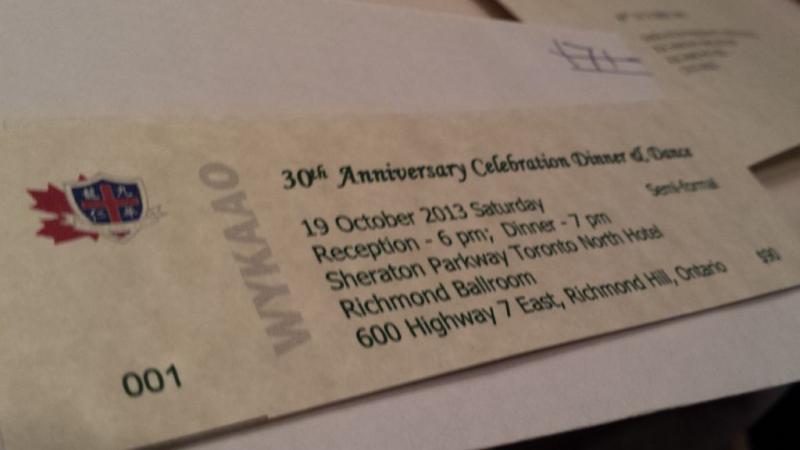 30th Anniversary Celebration Dinner & Dance
Semi-formal
19 October 2013 Saturday
Reception - 6 pm; Dinner - 7 pm
Sheraton Parkway Toronto North Hotel
Richmond Ballroom
600 Highway 7 East, Richmond Hill, Ontario
$90
WYKAAO
001